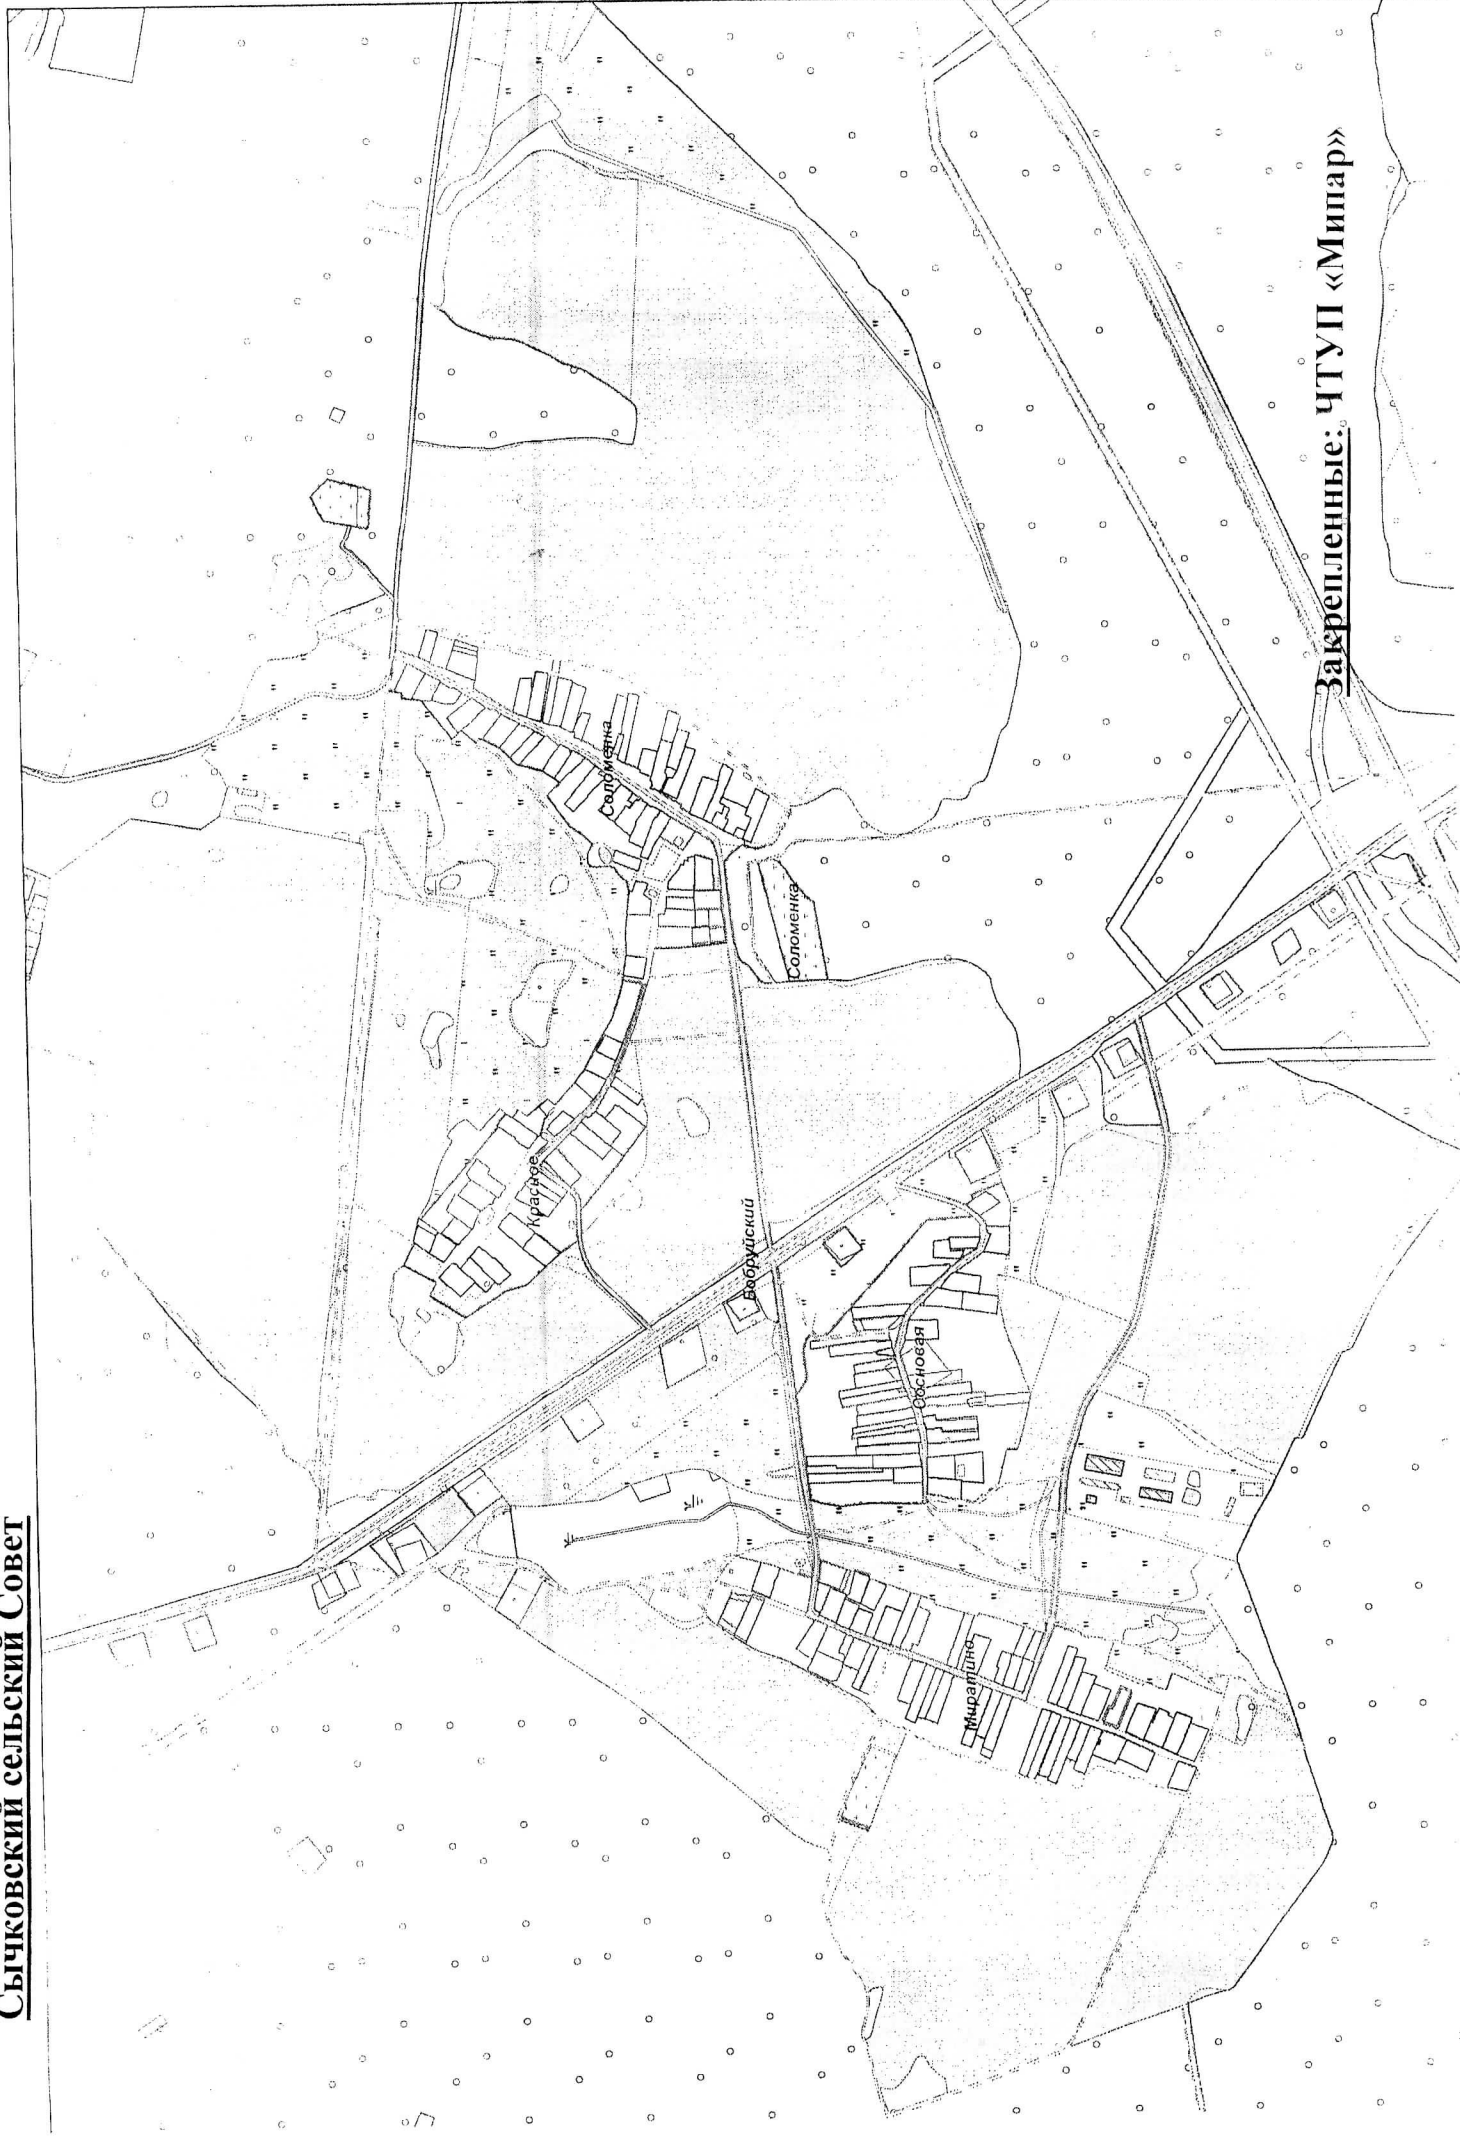 Сычковский сельский Совет
Соломенка
Соломенка
Красное
Бобруйский
Сосновая
Миратино
Закрепленные: ЧТУП «Мипар»